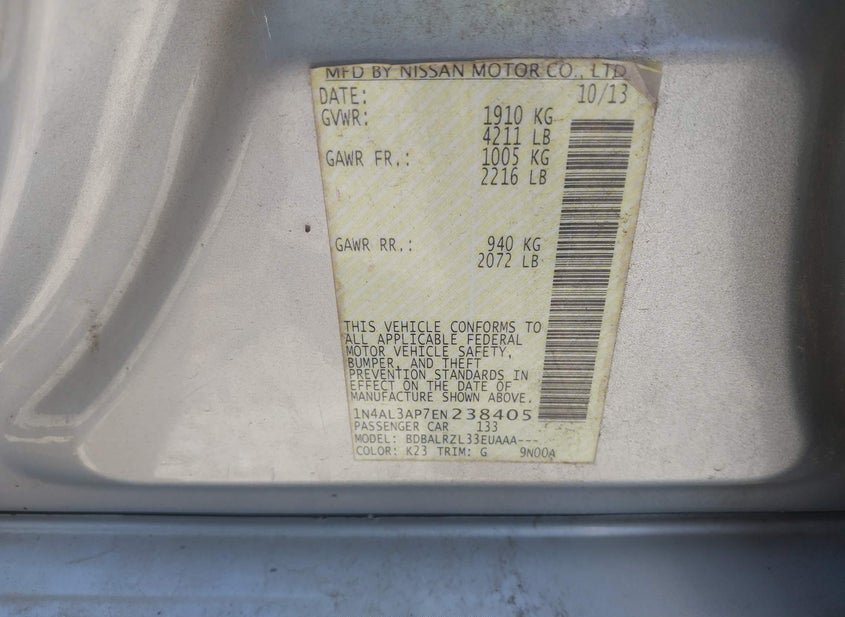 MFD BY NISSAN MOTOR CO., LTD
DATE: 10/13
GVWR: 1910 KG
4211 LB
GAWR FR.: 1005 KG
2216 LB
GAWR RR.: 940 KG
2072 LB
THIS VEHICLE CONFORMS TO
ALL APPLICABLE FEDERAL
MOTOR VEHICLE SAFETY,
BUMPER, AND THEFT
PREVENTION STANDARDS IN
EFFECT ON THE DATE OF
MANUFACTURE SHOWN ABOVE.
1N4AL3AP7EN238405
PASSENGER CAR 133
MODEL: BDBALRZL33EUAAA---
COLOR: K23 TRIM: G 9N00A